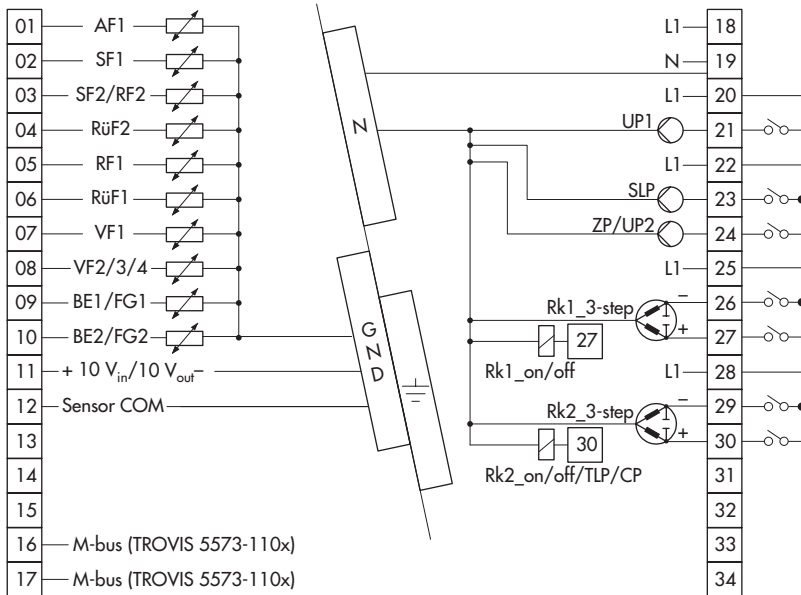 01 AF1 L1 18
02 SF1 N 19
03 SF2/RF2 L1 20
04 RüF2 UP1 21
05 RF1 L1 22
06 RüF1 SLP 23
07 VF1 ZP/UP2 24
08 VF2/3/4 L1 25
09 BE1/FG1 Rk1_3-step − 26
10 BE2/FG2 27 + 27
11 + 10 Vin/10 Vout− Rk1_on/off L1 28
12 Sensor COM Rk2_3-step − 29
13 30 + 30
14 Rk2_on/off/TLP/CP 31
15 32
16 M-bus (TROVIS 5573-110x) 33
17 M-bus (TROVIS 5573-110x) 34
N
GND